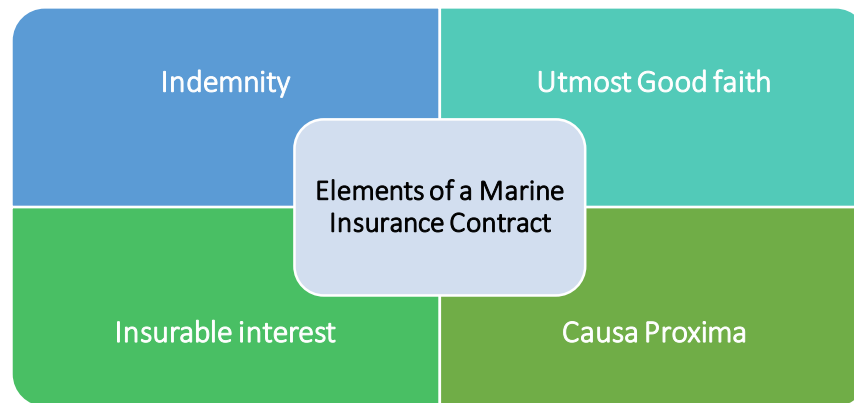 Indemnity
Utmost Good faith
Elements of a Marine
Insurance Contract
Insurable interest
Causa Proxima